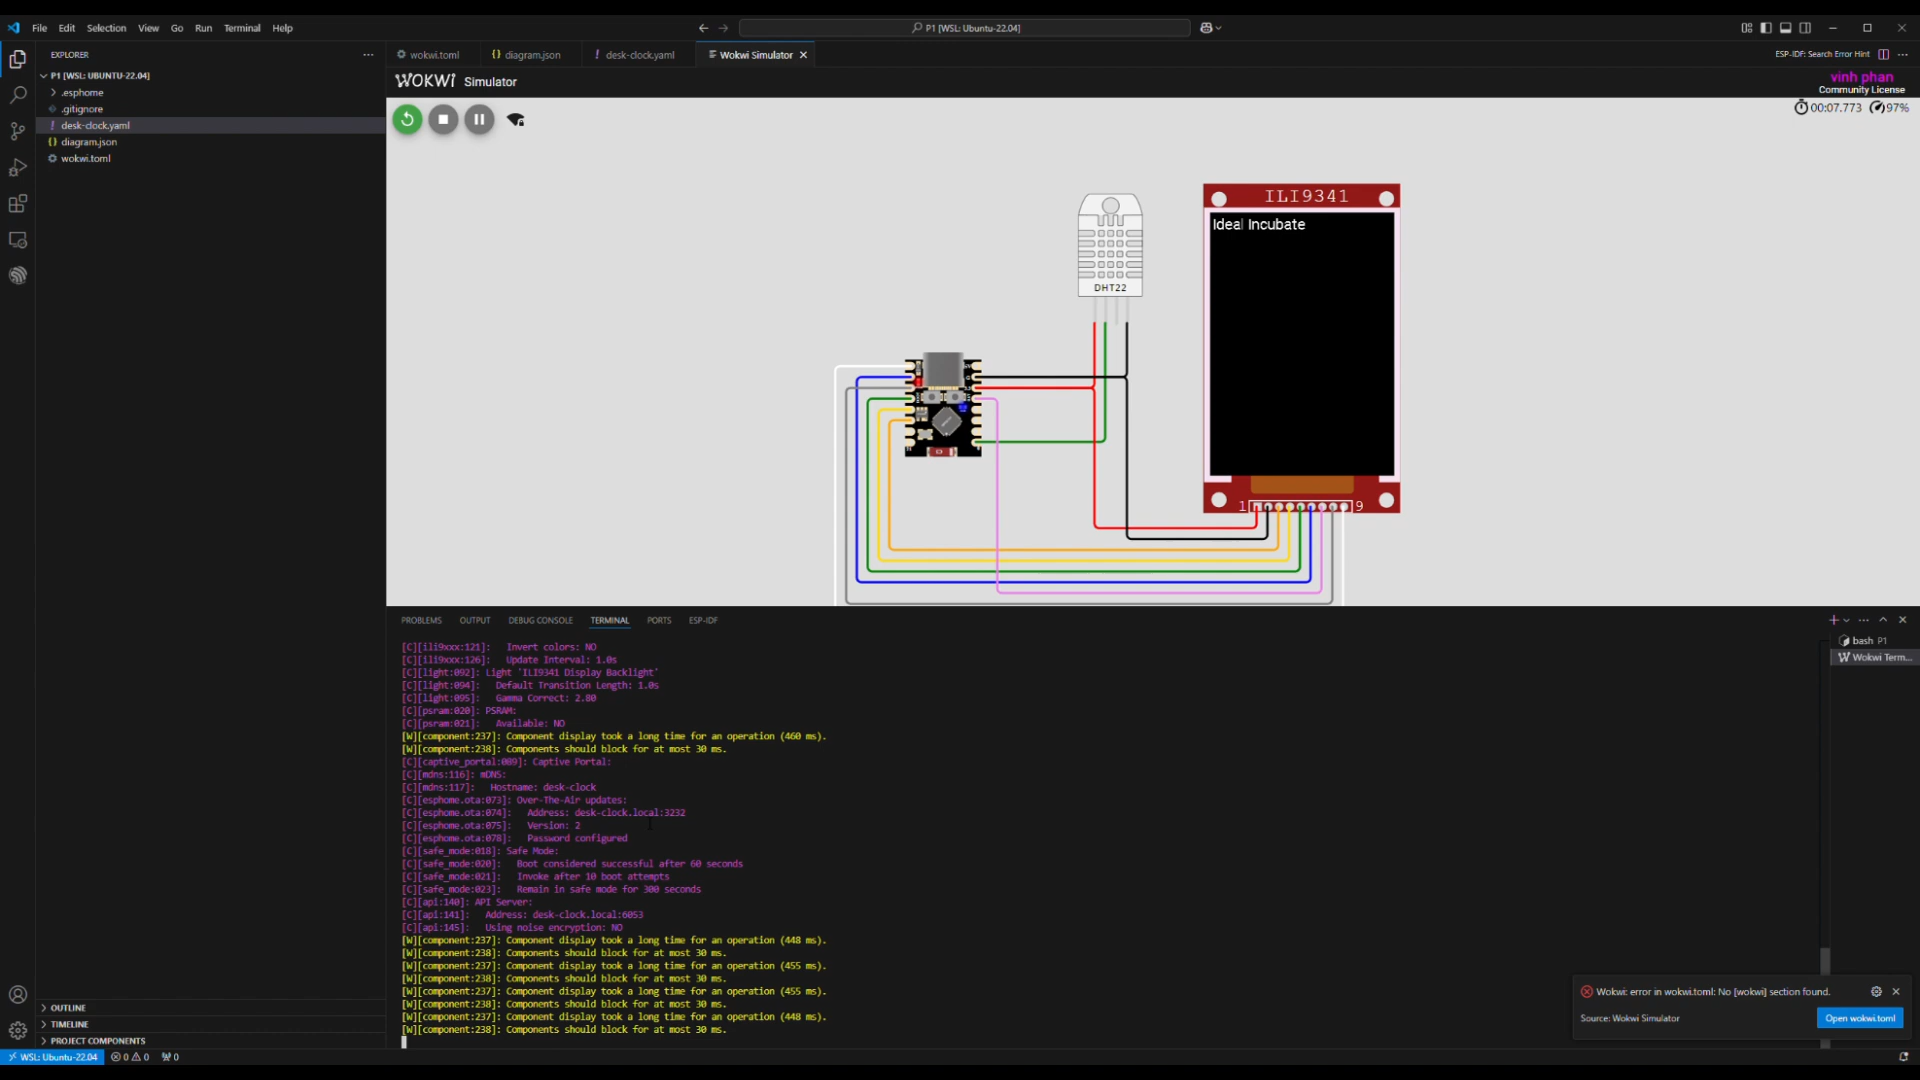 File Edit Selection View Go Run Terminal Help
P1 [WSL: Ubuntu-22.04]
EXPLORER
P1 [WSL: UBUNTU-22.04]
.esphome
.gitignore
desk-clock.yaml
diagram.json
wokwi.toml
OUTLINE
TIMELINE
PROJECT COMPONENTS
wokwi.toml
diagram.json
desk-clock.yaml
Wokwi Simulator
ESP-IDF: Search Error Hint
WOKWI Simulator
vinh phan
Community License
00:07.773 97%
DHT22
ILI9341
Ideal Incubate
1 9
PROBLEMS OUTPUT DEBUG CONSOLE TERMINAL PORTS ESP-IDF
[C][ili9xxx:121]: Invert colors: NO
[C][ili9xxx:126]: Update Interval: 1.0s
[C][light:092]: Light 'ILI9341 Display Backlight'
[C][light:094]: Default Transition Length: 1.0s
[C][light:095]: Gamma Correct: 2.80
[C][psram:020]: PSRAM:
[C][psram:021]: Available: NO
[W][component:237]: Component display took a long time for an operation (460 ms).
[W][component:238]: Components should block for at most 30 ms.
[C][captive_portal:089]: Captive Portal:
[C][mdns:116]: mDNS:
[C][mdns:117]: Hostname: desk-clock
[C][esphome.ota:073]: Over-The-Air updates:
[C][esphome.ota:074]: Address: desk-clock.local:3232
[C][esphome.ota:075]: Version: 2
[C][esphome.ota:078]: Password configured
[C][safe_mode:018]: Safe Mode:
[C][safe_mode:020]: Boot considered successful after 60 seconds
[C][safe_mode:021]: Invoke after 10 boot attempts
[C][safe_mode:023]: Remain in safe mode for 300 seconds
[C][api:140]: API Server:
[C][api:141]: Address: desk-clock.local:6053
[C][api:145]: Using noise encryption: NO
[W][component:237]: Component display took a long time for an operation (448 ms).
[W][component:238]: Components should block for at most 30 ms.
[W][component:237]: Component display took a long time for an operation (455 ms).
[W][component:238]: Components should block for at most 30 ms.
[W][component:237]: Component display took a long time for an operation (455 ms).
[W][component:238]: Components should block for at most 30 ms.
[W][component:237]: Component display took a long time for an operation (448 ms).
[W][component:238]: Components should block for at most 30 ms.
bash P1
Wokwi Term...
Wokwi: error in wokwi.toml: No [wokwi] section found.
Source: Wokwi Simulator
Open wokwi.toml
WSL: Ubuntu-22.04 0 0 0